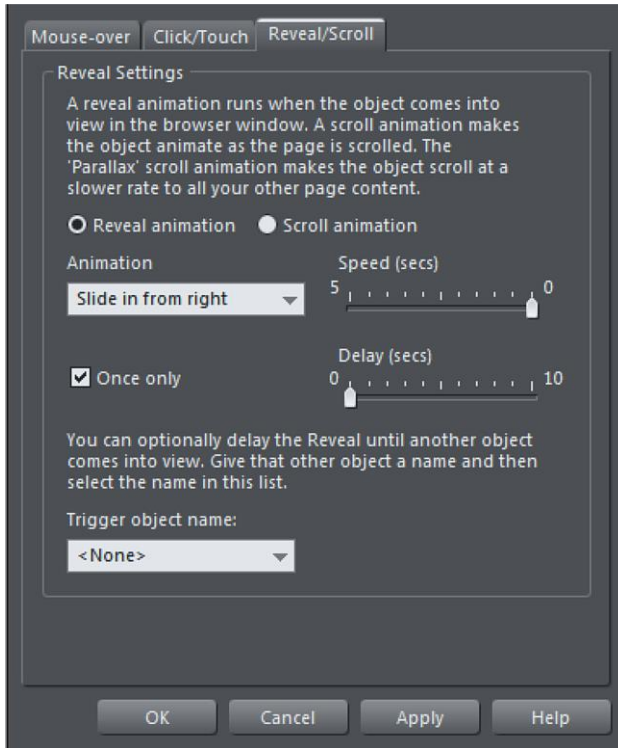 Mouse-over Click/Touch Reveal/Scroll
Reveal Settings
A reveal animation runs when the object comes into
view in the browser window. A scroll animation makes
the object animate as the page is scrolled. The
'Parallax' scroll animation makes the object scroll at a
slower rate to all your other page content.
Reveal animation Scroll animation
Animation Speed (secs)
Slide in from right 5 0
Delay (secs)
Once only 0 10
You can optionally delay the Reveal until another object
comes into view. Give that other object a name and then
select the name in this list.
Trigger object name:
<None>
OK Cancel Apply Help